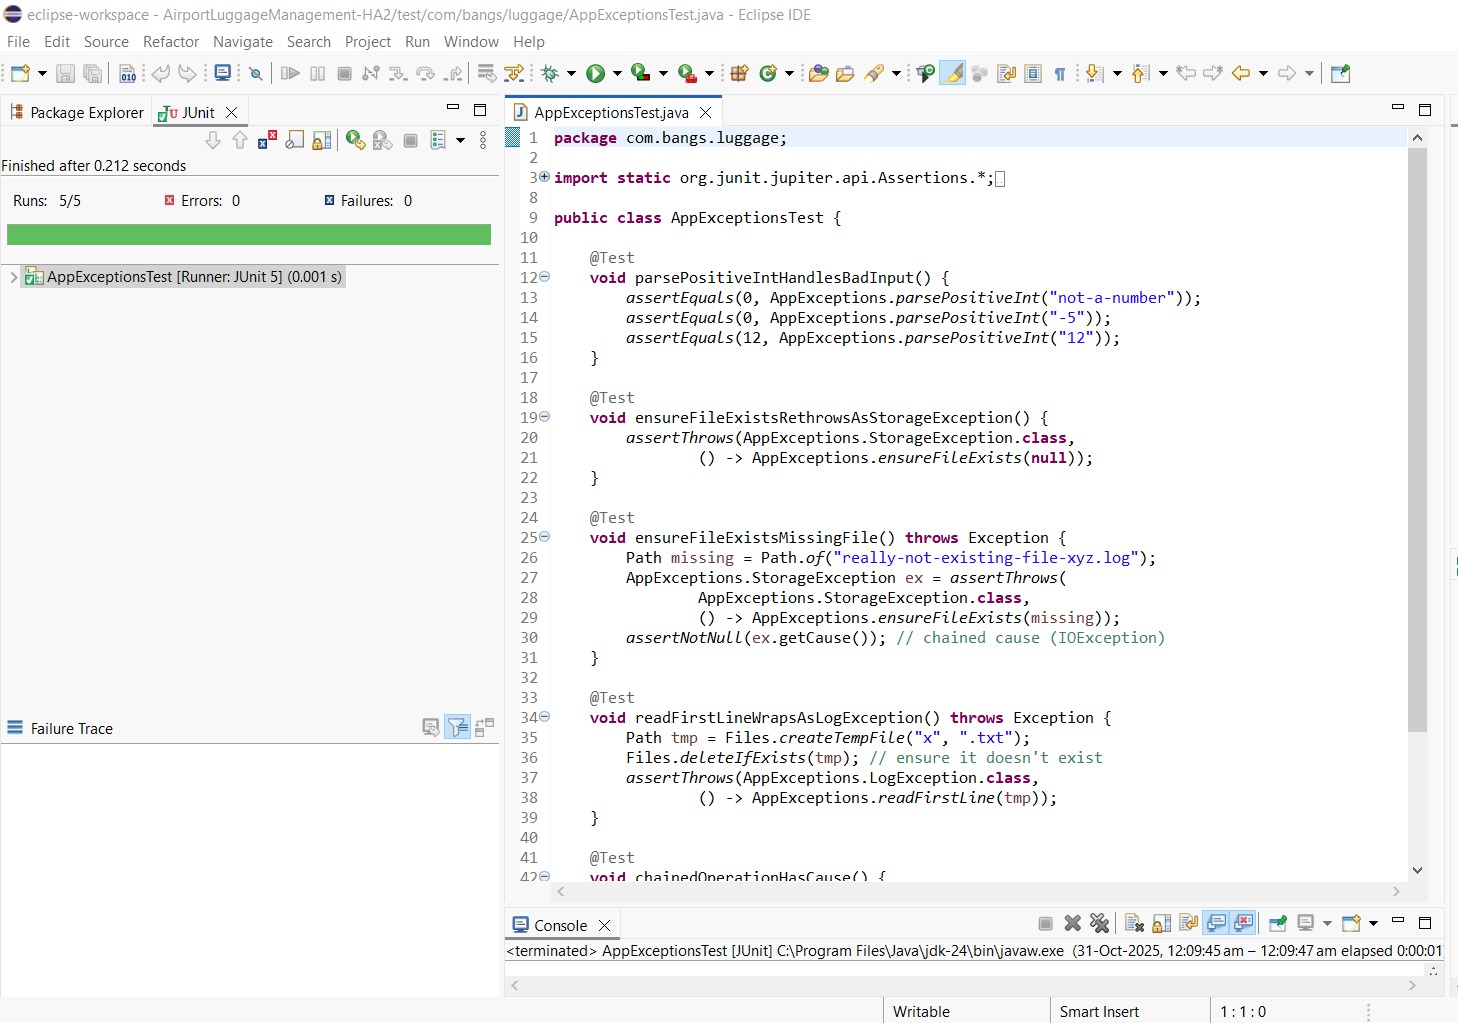 eclipse-workspace - AirportLuggageManagement-HA2/test/com/bangs/luggage/AppExceptionsTest.java - Eclipse IDE
File Edit Source Refactor Navigate Search Project Run Window Help
Package Explorer JUnit
Finished after 0.212 seconds
Runs: 5/5 Errors: 0 Failures: 0
AppExceptionsTest [Runner: JUnit 5] (0.001 s)
Failure Trace
AppExceptionsTest.java
1 package com.bangs.luggage;
2
3 import static org.junit.jupiter.api.Assertions.*;
8
9 public class AppExceptionsTest {
10
11 @Test
12 void parsePositiveIntHandlesBadInput() {
13 assertEquals(0, AppExceptions.parsePositiveInt("not-a-number"));
14 assertEquals(0, AppExceptions.parsePositiveInt("-5"));
15 assertEquals(12, AppExceptions.parsePositiveInt("12"));
16 }
17
18 @Test
19 void ensureFileExistsRethrowsAsStorageException() {
20 assertThrows(AppExceptions.StorageException.class,
21 () -> AppExceptions.ensureFileExists(null));
22 }
23
24 @Test
25 void ensureFileExistsMissingFile() throws Exception {
26 Path missing = Path.of("really-not-existing-file-xyz.log");
27 AppExceptions.StorageException ex = assertThrows(
28 AppExceptions.StorageException.class,
29 () -> AppExceptions.ensureFileExists(missing));
30 assertNotNull(ex.getCause()); // chained cause (IOException)
31 }
32
33 @Test
34 void readFirstLineWrapsAsLogException() throws Exception {
35 Path tmp = Files.createTempFile("x", ".txt");
36 Files.deleteIfExists(tmp); // ensure it doesn't exist
37 assertThrows(AppExceptions.LogException.class,
38 () -> AppExceptions.readFirstLine(tmp));
39 }
40
41 @Test
42 void chainedOperationHasCause() {
Console
<terminated> AppExceptionsTest [JUnit] C:\Program Files\Java\jdk-24\bin\javaw.exe (31-Oct-2025, 12:09:45 am – 12:09:47 am elapsed 0:00:01
Writable Smart Insert 1 : 1 : 0